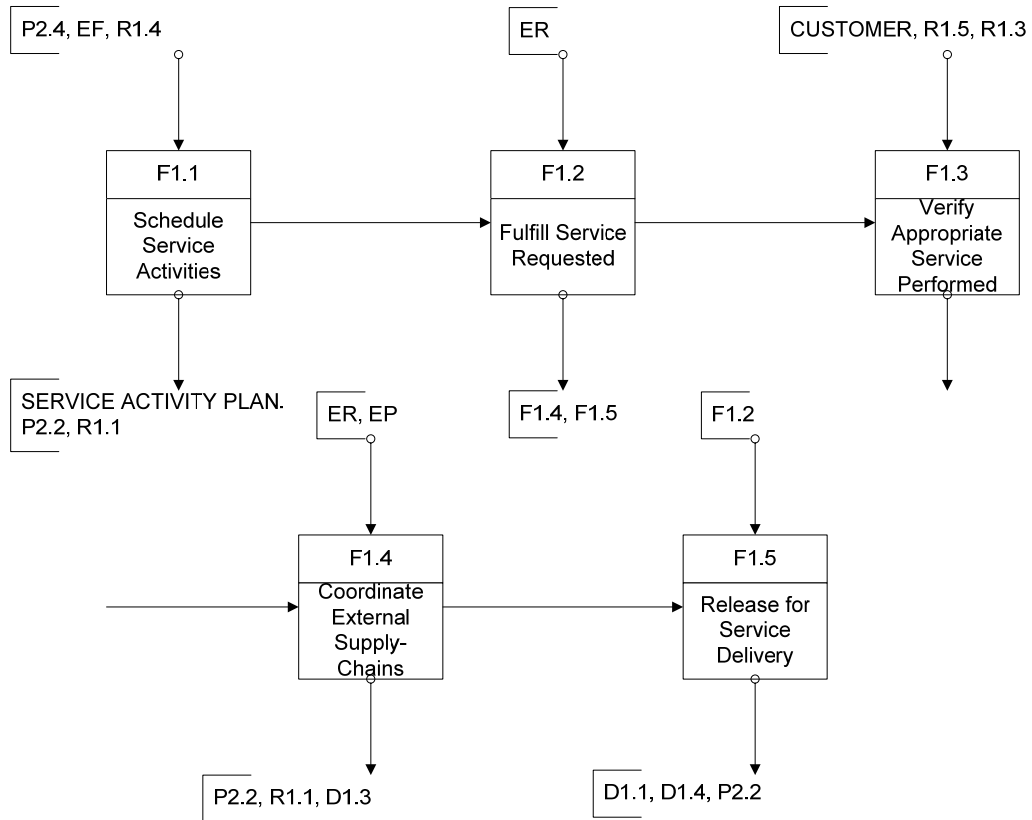 P2.4, EF, R1.4
ER
CUSTOMER, R1.5, R1.3
F1.1
Schedule
Service
Activities
F1.2
Fulfill Service
Requested
F1.3
Verify
Appropriate
Service
Performed
SERVICE ACTIVITY PLAN.
P2.2, R1.1
F1.4, F1.5
ER, EP
F1.2
F1.4
Coordinate
External
Supply-
Chains
F1.5
Release for
Service
Delivery
P2.2, R1.1, D1.3
D1.1, D1.4, P2.2